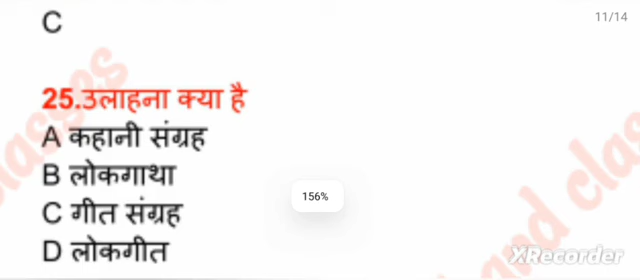 C
11/14
25.उलाहना क्या है
A कहानी संग्रह
B लोकगाथा
156%
C गीत संग्रह
D लोकगीत
XRecorder